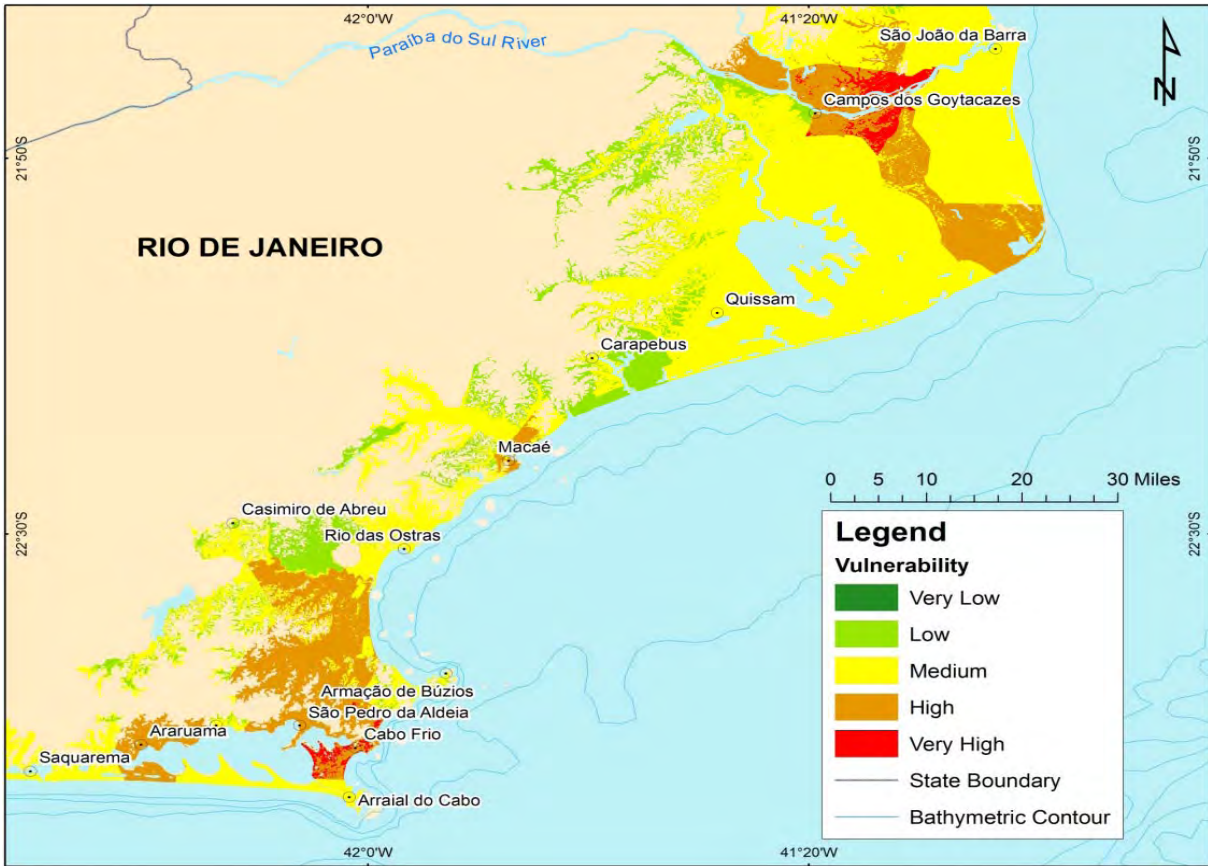 42°0'W
41°20'W
São João da Barra
Paraíba do Sul River
N
Campos dos Goytacazes
21°50'S
21°50'S
RIO DE JANEIRO
Quissam
Carapebus
Macaé
0 5 10 20 30 Miles
Casimiro de Abreu
Rio das Ostras
22°30'S
22°30'S
Legend
Vulnerability
Very Low
Low
Medium
High
Very High
State Boundary
Bathymetric Contour
Armação de Búzios
São Pedro da Aldeia
Araruama
Cabo Frio
Saquarema
Arraial do Cabo
42°0'W
41°20'W